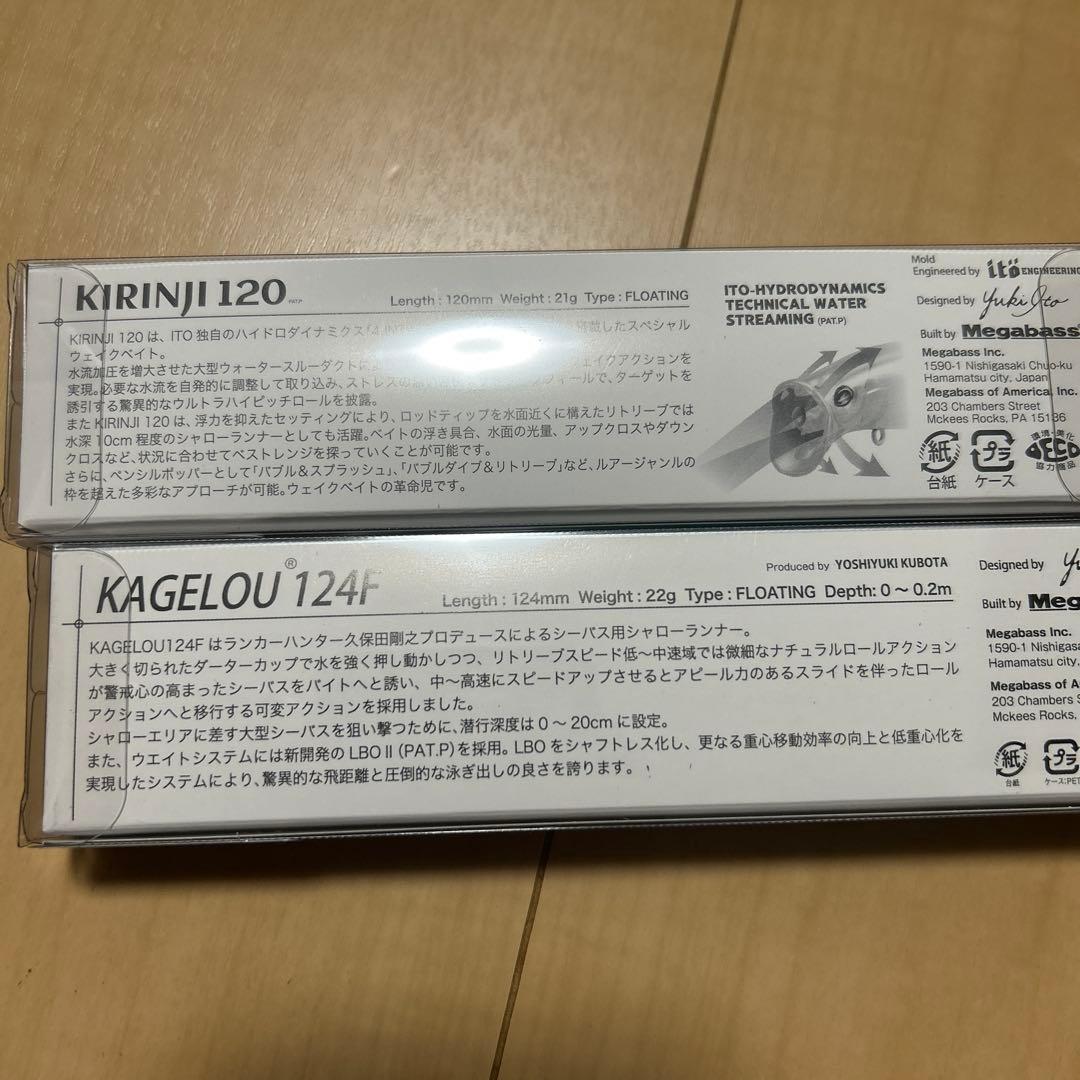 KIRINJI 120 PAT.P
Length : 120mm Weight : 21g Type : FLOATING
KIRINJI 120 は、ITO 独自のハイドロダイナミクス 搭載したスペシャル
ウェイクベイト。
水流加圧を増大させた大型ウォータースルーダクトに ェイクアクションを
実現。必要な水流を自発的に調整して取り込み、ストレスの フィールで、ターゲットを
誘引する驚異的なウルトラハイピッチロールを披露。
また KIRINJI 120 は、浮力を抑えたセッティングにより、ロッドティップを水面近くに構えたリトリーブでは
水深 10cm 程度のシャローランナーとしても活躍。ベイトの浮き具合、水面の光量、アップクロスやダウン
クロスなど、状況に合わせてベストレンジを探っていくことが可能です。
さらに、ペンシルポッパーとして「バブル＆スプラッシュ」、「バブルダイブ＆リトリーブ」など、ルアージャンルの
枠を超えた多彩なアプローチが可能。ウェイクベイトの革命児です。
ITO-HYDRODYNAMICS
TECHNICAL WATER
STREAMING (PAT.P)
Mold
Engineered by itö ENGINEERING
Designed by Yuki Ito
Built by Megabass
Megabass Inc.
1590-1 Nishigasaki Chuo-ku
Hamamatsu city, Japan
Megabass of America, Inc.
203 Chambers Street
Mckees Rocks, PA 15136
紙
台紙
プラ
ケース
環境・美化
ECO
協力商品
KAGELOU® 124F
Produced by YOSHIYUKI KUBOTA
Length : 124mm Weight : 22g Type : FLOATING Depth: 0 ～ 0.2m
KAGELOU124F はランカーハンター久保田剛之プロデュースによるシーバス用シャローランナー。
大きく切られたダーターカップで水を強く押し動かしつつ、リトリーブスピード低～中速域では微細なナチュラルロールアクション
が警戒心の高まったシーバスをバイトへと誘い、中～高速にスピードアップさせるとアピール力のあるスライドを伴ったロール
アクションへと移行する可変アクションを採用しました。
シャローエリアに差す大型シーバスを狙い撃つために、潜行深度は 0 ～ 20cm に設定。
また、ウエイトシステムには新開発の LBO II (PAT.P)を採用。LBO をシャフトレス化し、更なる重心移動効率の向上と低重心化を
実現したシステムにより、驚異的な飛距離と圧倒的な泳ぎ出しの良さを誇ります。
Designed by Yu
Built by Meg
Megabass Inc.
1590-1 Nishigasa
Hamamatsu city,
Megabass of A
203 Chambers S
Mckees Rocks,
紙
台紙
プラ
ケース:PET